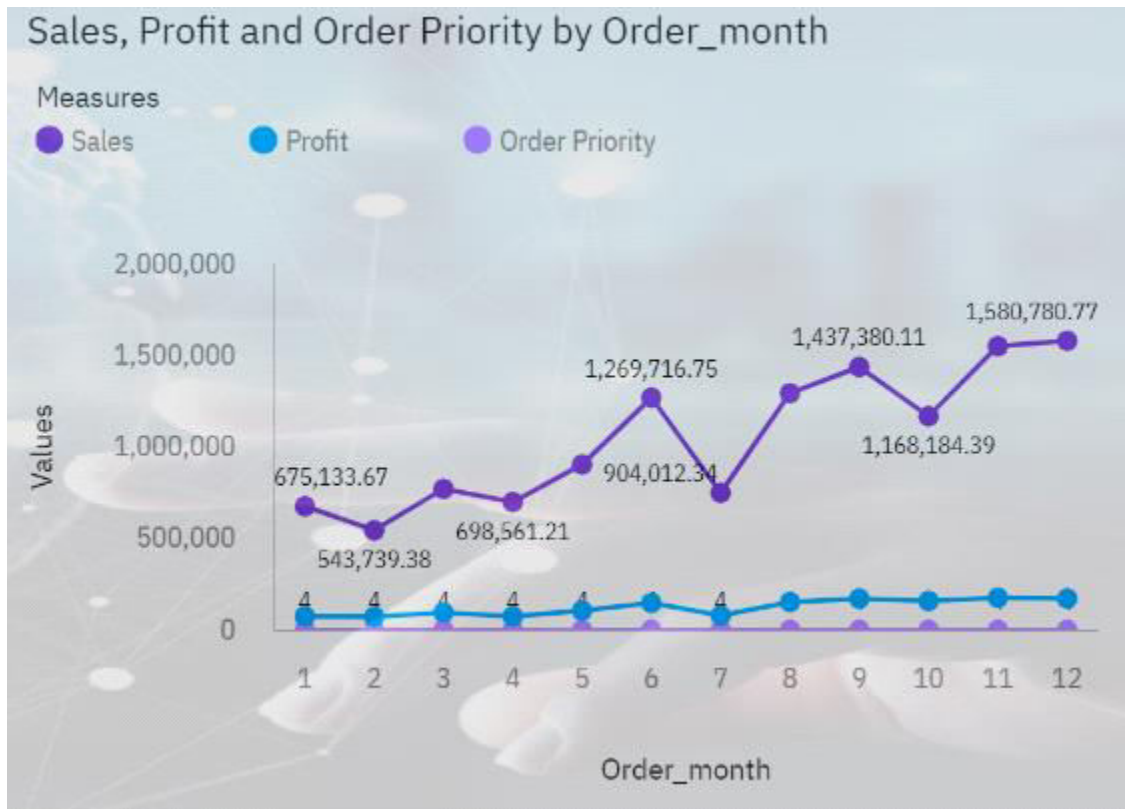 Sales, Profit and Order Priority by Order_month
Measures
Sales Profit Order Priority
2,000,000
1,580,780.77
1,437,380.11
1,500,000
1,269,716.75
1,000,000
1,168,184.39
675,133.67
904,012.34
500,000
698,561.21
543,739.38
4 4 4 4 4 4 4
0
1 2 3 4 5 6 7 8 9 10 11 12
Values
Order_month